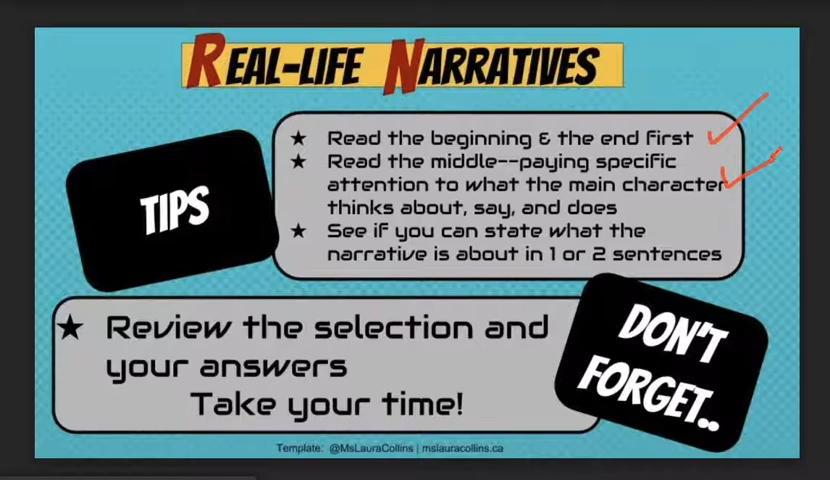 REAL-LIFE NARRATIVES
TIPS
★ Read the beginning & the end first
★ Read the middle--paying specific
attention to what the main character
thinks about, say, and does
★ See if you can state what the
narrative is about in 1 or 2 sentences
★ Review the selection and
your answers
Take your time!
DON'T
FORGET..
Template: @MsLauraCollins | mslauracollins.ca